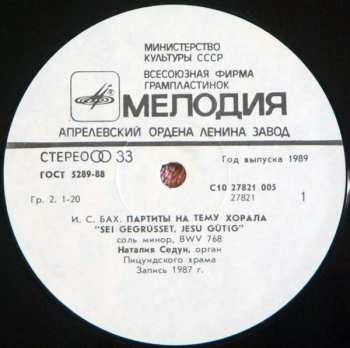 МИНИСТЕРСТВО
КУЛЬТУРЫ СССР
ВСЕСОЮЗНАЯ ФИРМА
ГРАМПЛАСТИНОК
МЕЛОДИЯ
АПРЕЛЕВСКИЙ ОРДЕНА ЛЕНИНА ЗАВОД
СТЕРЕО 33
Год выпуска 1989
ГОСТ 5289-88
С10 27821 005
Гр. 2. 1-20
27821
1
И. С. БАХ. ПАРТИТЫ НА ТЕМУ ХОРАЛА
"SEI GEGRÜSSET, JESU GÜTIG"
соль минор, BWV 768
Наталия Седун, орган
Пицундского храма
Запись 1987 г.